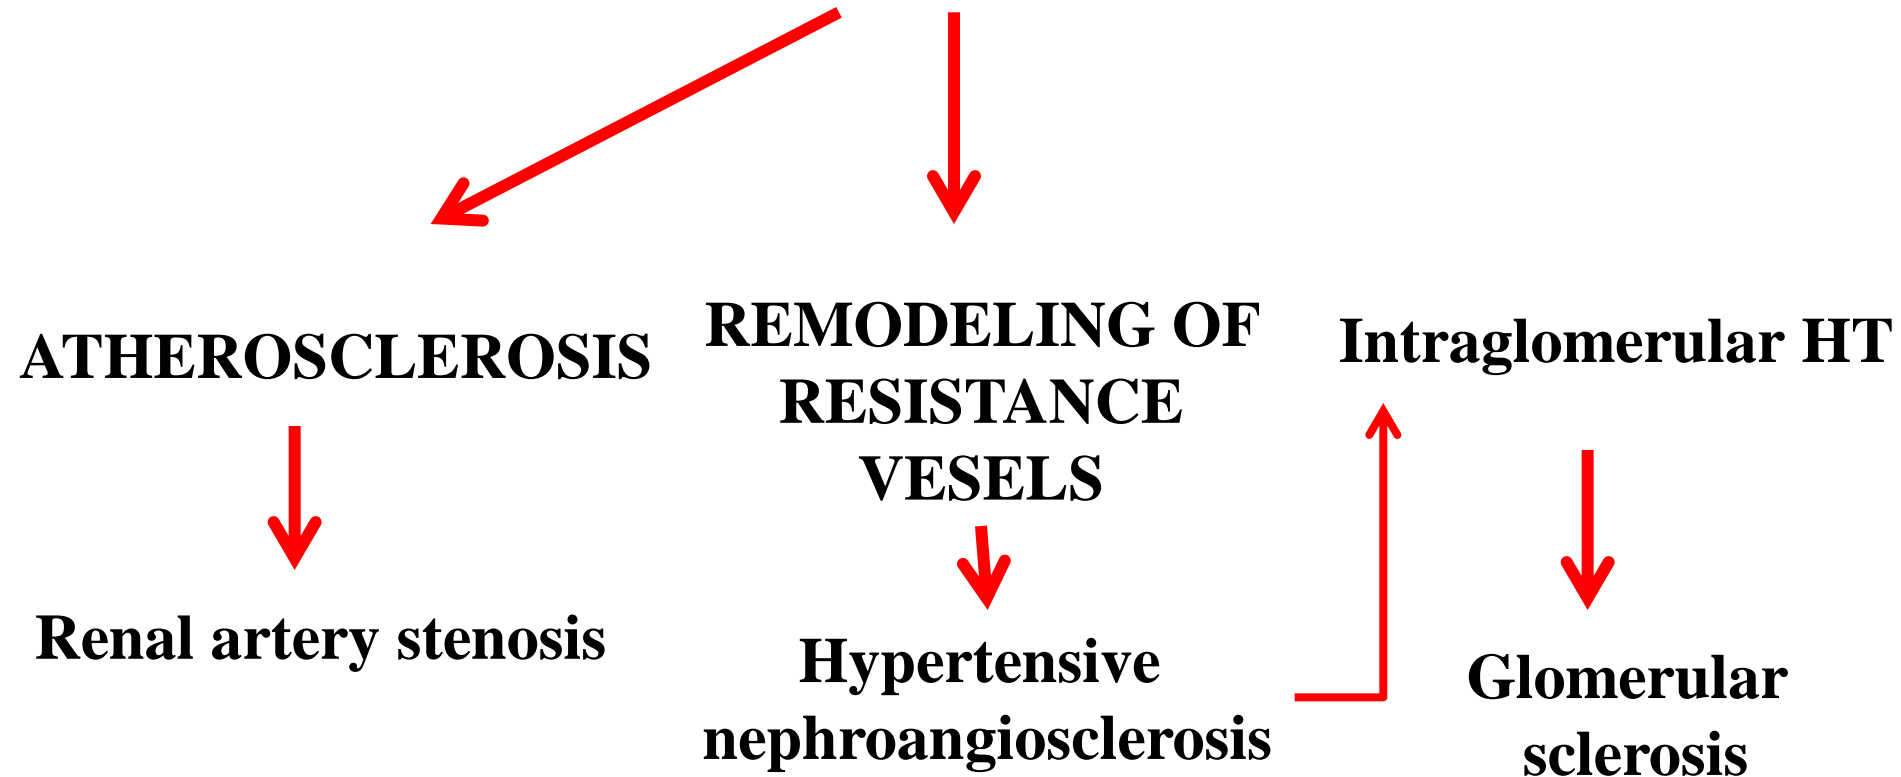 ATHEROSCLEROSIS
Renal artery stenosis
REMODELING OF
RESISTANCE
VESELS
Hypertensive
nephroangiosclerosis
Intraglomerular HT
Glomerular
sclerosis